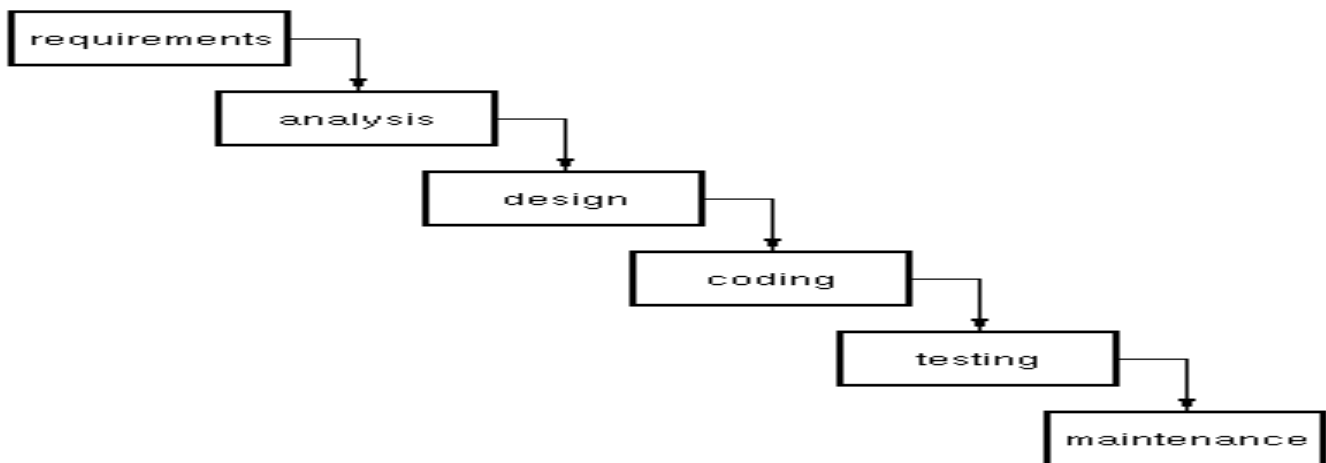 requirements
analysis
design
coding
testing
maintenance